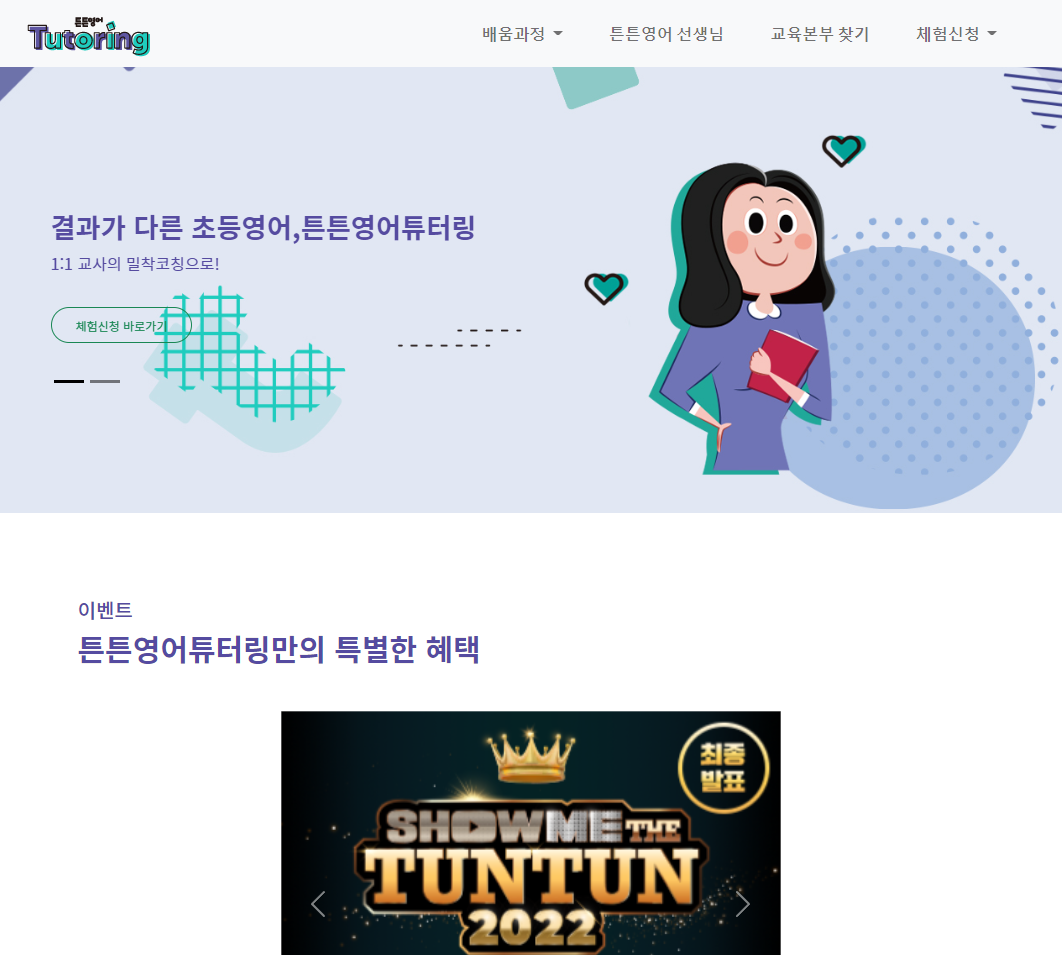 튼튼영어
Tutoring
배움과정
튼튼영어 선생님
교육본부 찾기
체험신청
결과가 다른 초등영어,튼튼영어튜터링
1:1 교사의 밀착코칭으로!
체험신청 바로가기
이벤트
튼튼영어튜터링만의 특별한 혜택
최종
발표
SHOW ME THE
TUNTUN
2022